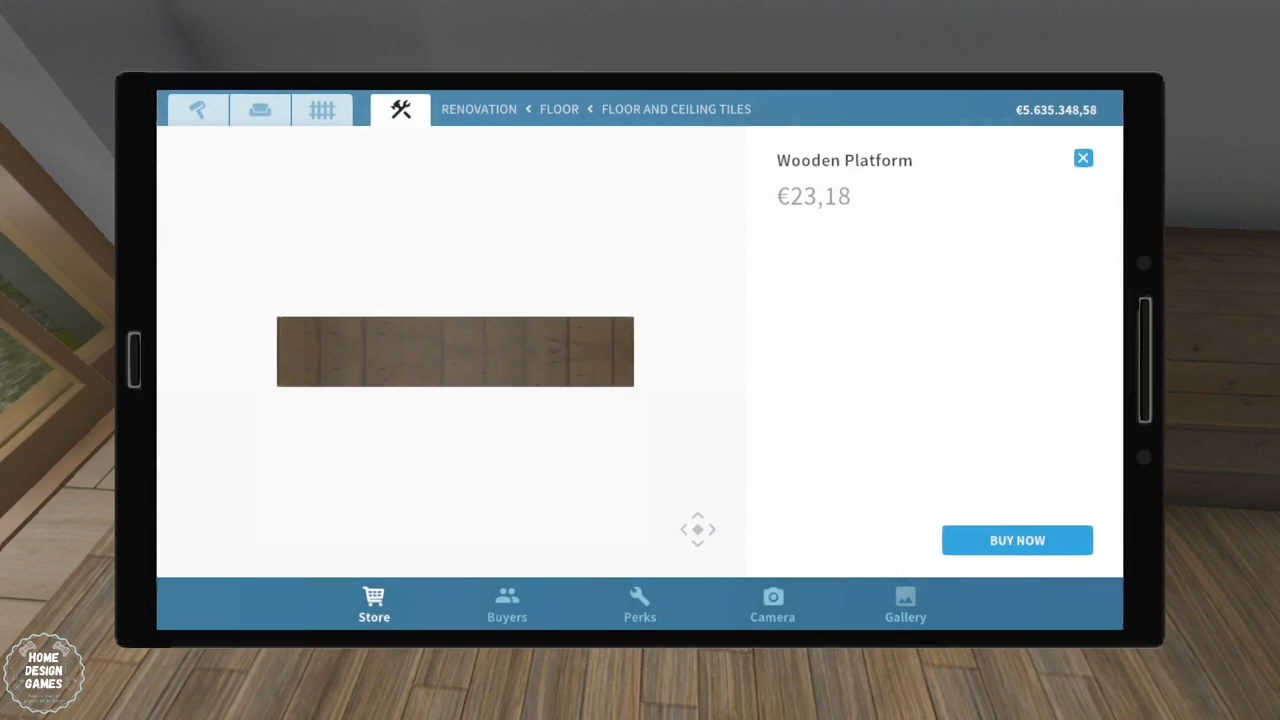 RENOVATION < FLOOR < FLOOR AND CEILING TILES
€5.635.348,58
Wooden Platform
€23,18
BUY NOW
Store
Buyers
Perks
Camera
Gallery
HOME
DESIGN
GAMES